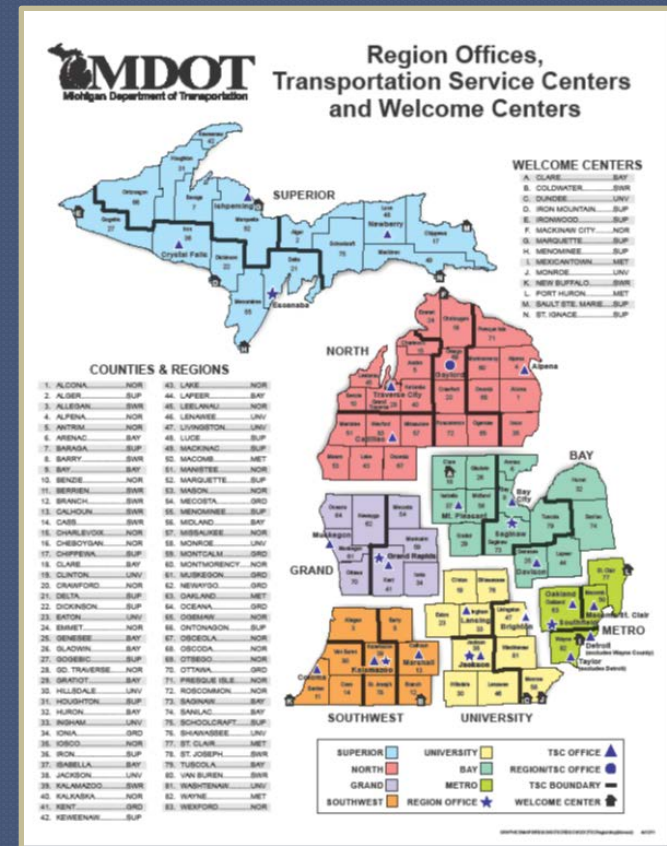 MDOT
Michigan Department of Transportation
Region Offices,
Transportation Service Centers
and Welcome Centers
SUPERIOR
Ishpeming
Crystal Falls
Newberry
Escanaba
WELCOME CENTERS
A. CLARE BAY
B. COLDWATER SWR
C. DUNDEE UNV
D. IRON MOUNTAIN SUP
E. IRONWOOD SUP
F. MACKINAW CITY NOR
G. MARQUETTE SUP
H. MENOMINEE SUP
I. MEXICANTOWN MET
J. MONROE UNV
K. NEW BUFFALO SWR
L. PORT HURON MET
M. SAULT STE. MARIE SUP
N. ST. IGNACE SUP
NORTH
Gaylord
Alpena
Traverse City
Cadillac
COUNTIES & REGIONS
1. ALCONA NOR
2. ALGER SUP
3. ALLEGAN SWR
4. ALPENA NOR
5. ANTRIM NOR
6. ARENAC BAY
7. BARAGA SUP
8. BARRY SWR
9. BAY BAY
10. BENZIE NOR
11. BERRIEN SWR
12. BRANCH SWR
13. CALHOUN SWR
14. CASS SWR
15. CHARLEVOIX NOR
16. CHEBOYGAN NOR
17. CHIPPEWA SUP
18. CLARE BAY
19. CLINTON UNV
20. CRAWFORD NOR
21. DELTA SUP
22. DICKINSON SUP
23. EATON UNV
24. EMMET NOR
25. GENESEE BAY
26. GLADWIN BAY
27. GOGEBIC SUP
28. GD. TRAVERSE NOR
29. GRATIOT BAY
30. HILLSDALE UNV
31. HOUGHTON SUP
32. HURON BAY
33. INGHAM UNV
34. IONIA GRD
35. IOSCO NOR
36. IRON SUP
37. ISABELLA BAY
38. JACKSON UNV
39. KALAMAZOO SWR
40. KALKASKA NOR
41. KENT GRD
42. KEWEENAW SUP
43. LAKE NOR
44. LAPEER BAY
45. LEELANAU NOR
46. LENAWEE UNV
47. LIVINGSTON UNV
48. LUCE SUP
49. MACKINAC SUP
50. MACOMB MET
51. MANISTEE NOR
52. MARQUETTE SUP
53. MASON NOR
54. MECOSTA GRD
55. MENOMINEE SUP
56. MIDLAND BAY
57. MISSAUKEE NOR
58. MONROE UNV
59. MONTCALM GRD
60. MONTMORENCY NOR
61. MUSKEGON GRD
62. NEWAYGO GRD
63. OAKLAND MET
64. OCEANA GRD
65. OGEMAW NOR
66. ONTONAGON SUP
67. OSCEOLA NOR
68. OSCODA NOR
69. OTSEGO NOR
70. OTTAWA GRD
71. PRESQUE ISLE NOR
72. ROSCOMMON NOR
73. SAGINAW BAY
74. SANILAC BAY
75. SCHOOLCRAFT SUP
76. SHIAWASSEE UNV
77. ST. CLAIR MET
78. ST. JOSEPH SWR
79. TUSCOLA BAY
80. VAN BUREN SWR
81. WASHTENAW UNV
82. WAYNE MET
83. WEXFORD NOR
BAY
Bay City
Mt. Pleasant
Saginaw
Davison
GRAND
Muskegon
Grand Rapids
METRO
Oakland
Southfield
Detroit
(excludes Wayne County)
Taylor
(excludes Detroit)
Lansing
Brighton
Jackson
UNIVERSITY
Coloma
Kalamazoo
Marshall
SOUTHWEST
SUPERIOR
NORTH
GRAND
SOUTHWEST
UNIVERSITY
BAY
METRO
REGION OFFICE
TSC OFFICE
REGION/TSC OFFICE
TSC BOUNDARY
WELCOME CENTER